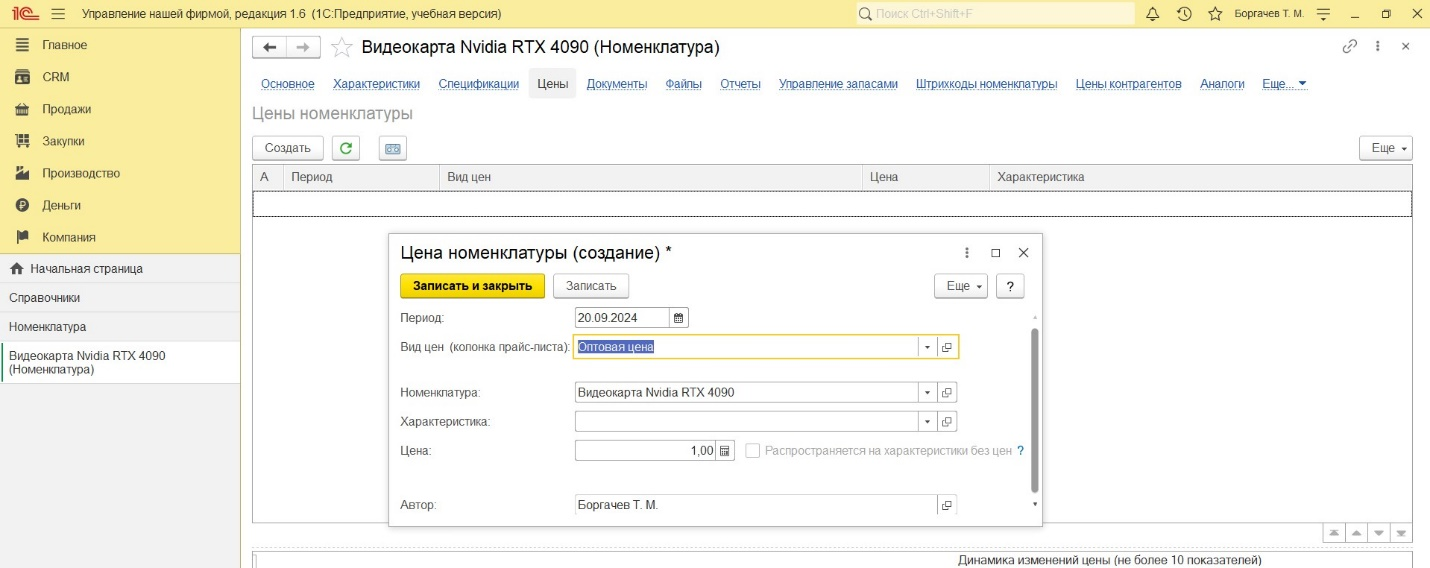 1С Управление нашей фирмой, редакция 1.6 (1С:Предприятие, учебная версия) Поиск Ctrl+Shift+F Боргачев Т. М.
Главное
CRM
Продажи
Закупки
Производство
Деньги
Компания
Начальная страница
Справочники
Номенклатура
Видеокарта Nvidia RTX 4090
(Номенклатура)
Видеокарта Nvidia RTX 4090 (Номенклатура)
Основное Характеристики Спецификации Цены Документы Файлы Отчеты Управление запасами Штрихкоды номенклатуры Цены контрагентов Аналоги Еще...
Цены номенклатуры
Создать Еще
А Период Вид цен Цена Характеристика
Цена номенклатуры (создание) *
Записать и закрыть Записать Еще ?
Период: 20.09.2024
Вид цен (колонка прайс-листа): Оптовая цена
Номенклатура: Видеокарта Nvidia RTX 4090
Характеристика:
Цена: 1,00 Распространяется на характеристики без цен ?
Автор: Боргачев Т. М.
Динамика изменений цены (не более 10 показателей)